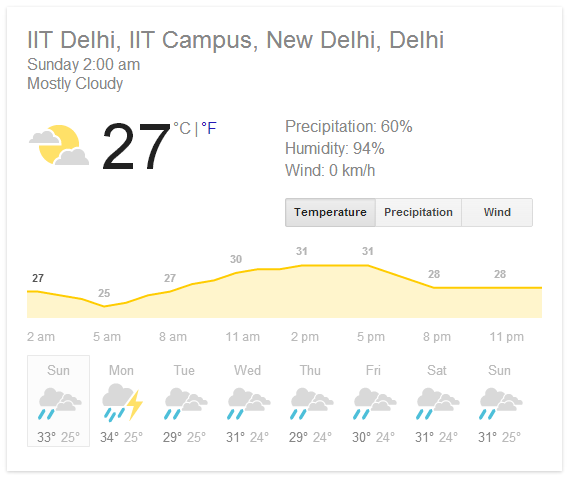 IIT Delhi, IIT Campus, New Delhi, Delhi
Sunday 2:00 am
Mostly Cloudy
27 °C | °F
Precipitation: 60%
Humidity: 94%
Wind: 0 km/h
Temperature Precipitation Wind
27 25 27 30 31 31 28 28
2 am 5 am 8 am 11 am 2 pm 5 pm 8 pm 11 pm
Sun Mon Tue Wed Thu Fri Sat Sun
33° 25° 34° 25° 29° 25° 31° 24° 29° 24° 30° 24° 31° 24° 31° 25°